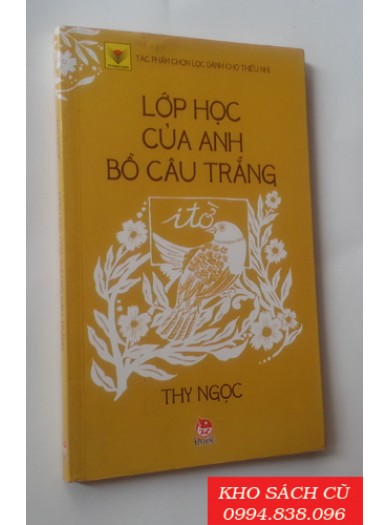 TÁC PHẨM CHỌN LỌC DÀNH CHO THIẾU NHI
LỚP HỌC
CỦA ANH
BỒ CÂU TRẮNG
itờ
THY NGỌC
KHO SÁCH CŨ
0994.838.096